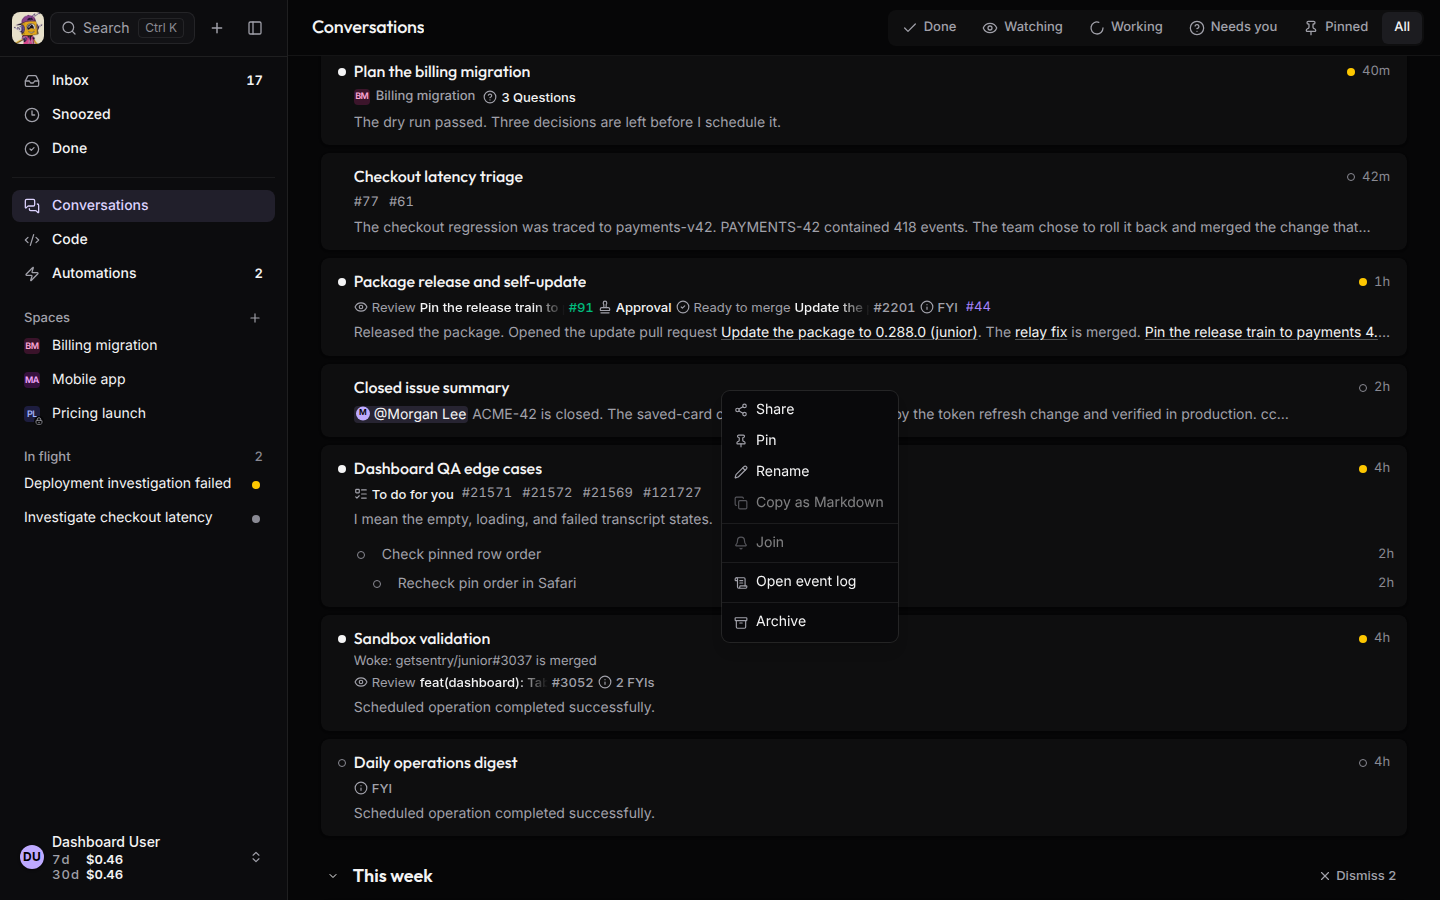 Search Ctrl K
Inbox 17
Snoozed
Done
Conversations
Code
Automations 2
Spaces
BM Billing migration
MA Mobile app
PL Pricing launch
In flight 2
Deployment investigation failed
Investigate checkout latency
DU Dashboard User
7d $0.46
30d $0.46
Conversations
Done Watching Working Needs you Pinned All
Plan the billing migration 40m
BM Billing migration 3 Questions
The dry run passed. Three decisions are left before I schedule it.
Checkout latency triage 42m
#77 #61
The checkout regression was traced to payments-v42. PAYMENTS-42 contained 418 events. The team chose to roll it back and merged the change that...
Package release and self-update 1h
Review Pin the release train to #91 Approval Ready to merge Update the #2201 FYI #44
Released the package. Opened the update pull request Update the package to 0.288.0 (junior). The relay fix is merged. Pin the release train to payments 4....
Closed issue summary 2h
M @Morgan Lee ACME-42 is closed. The saved-card by the token refresh change and verified in production. cc...
Dashboard QA edge cases 4h
To do for you #21571 #21572 #21569 #121727
I mean the empty, loading, and failed transcript states.
Check pinned row order 2h
Recheck pin order in Safari 2h
Share
Pin
Rename
Copy as Markdown
Join
Open event log
Archive
Sandbox validation 4h
Woke: getsentry/junior#3037 is merged
Review feat(dashboard): Ta #3052 2 FYIs
Scheduled operation completed successfully.
Daily operations digest 4h
FYI
Scheduled operation completed successfully.
This week Dismiss 2